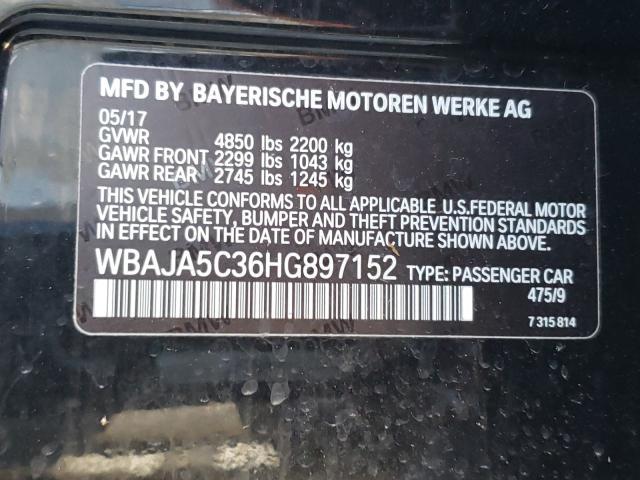 MFD BY BAYERISCHE MOTOREN WERKE AG
05/17
GVWR 4850 lbs 2200 kg
GAWR FRONT 2299 lbs 1043 kg
GAWR REAR 2745 lbs 1245 kg
THIS VEHICLE CONFORMS TO ALL APPLICABLE U.S.FEDERAL MOTOR
VEHICLE SAFETY, BUMPER AND THEFT PREVENTION STANDARDS
IN EFFECT ON THE DATE OF MANUFACTURE SHOWN ABOVE.
WBAJA5C36HG897152 TYPE: PASSENGER CAR
475/9
7 315 814